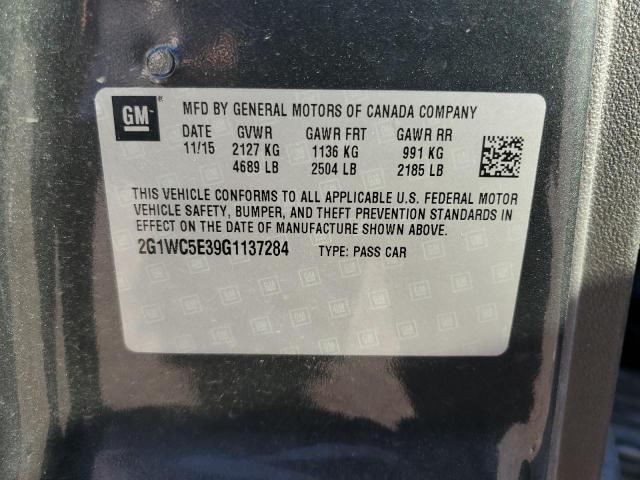 GM
MFD BY GENERAL MOTORS OF CANADA COMPANY
DATE GVWR GAWR FRT GAWR RR
11/15 2127 KG 1136 KG 991 KG
4689 LB 2504 LB 2185 LB
THIS VEHICLE CONFORMS TO ALL APPLICABLE U.S. FEDERAL MOTOR
VEHICLE SAFETY, BUMPER, AND THEFT PREVENTION STANDARDS IN
EFFECT ON THE DATE OF MANUFACTURE SHOWN ABOVE.
2G1WC5E39G1137284 TYPE: PASS CAR